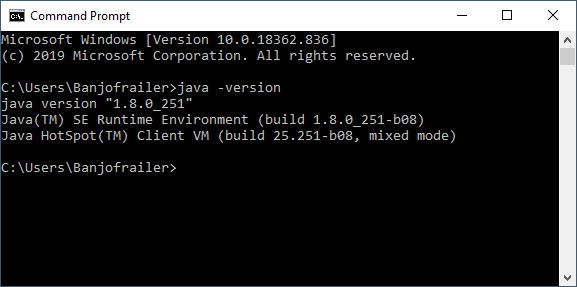 Command Prompt
Microsoft Windows [Version 10.0.18362.836]
(c) 2019 Microsoft Corporation. All rights reserved.
C:\Users\Banjofrailer>java -version
java version "1.8.0_251"
Java(TM) SE Runtime Environment (build 1.8.0_251-b08)
Java HotSpot(TM) Client VM (build 25.251-b08, mixed mode)
C:\Users\Banjofrailer>